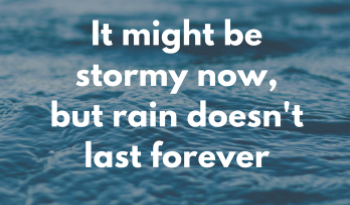 It might be
stormy now,
but rain doesn't
last forever